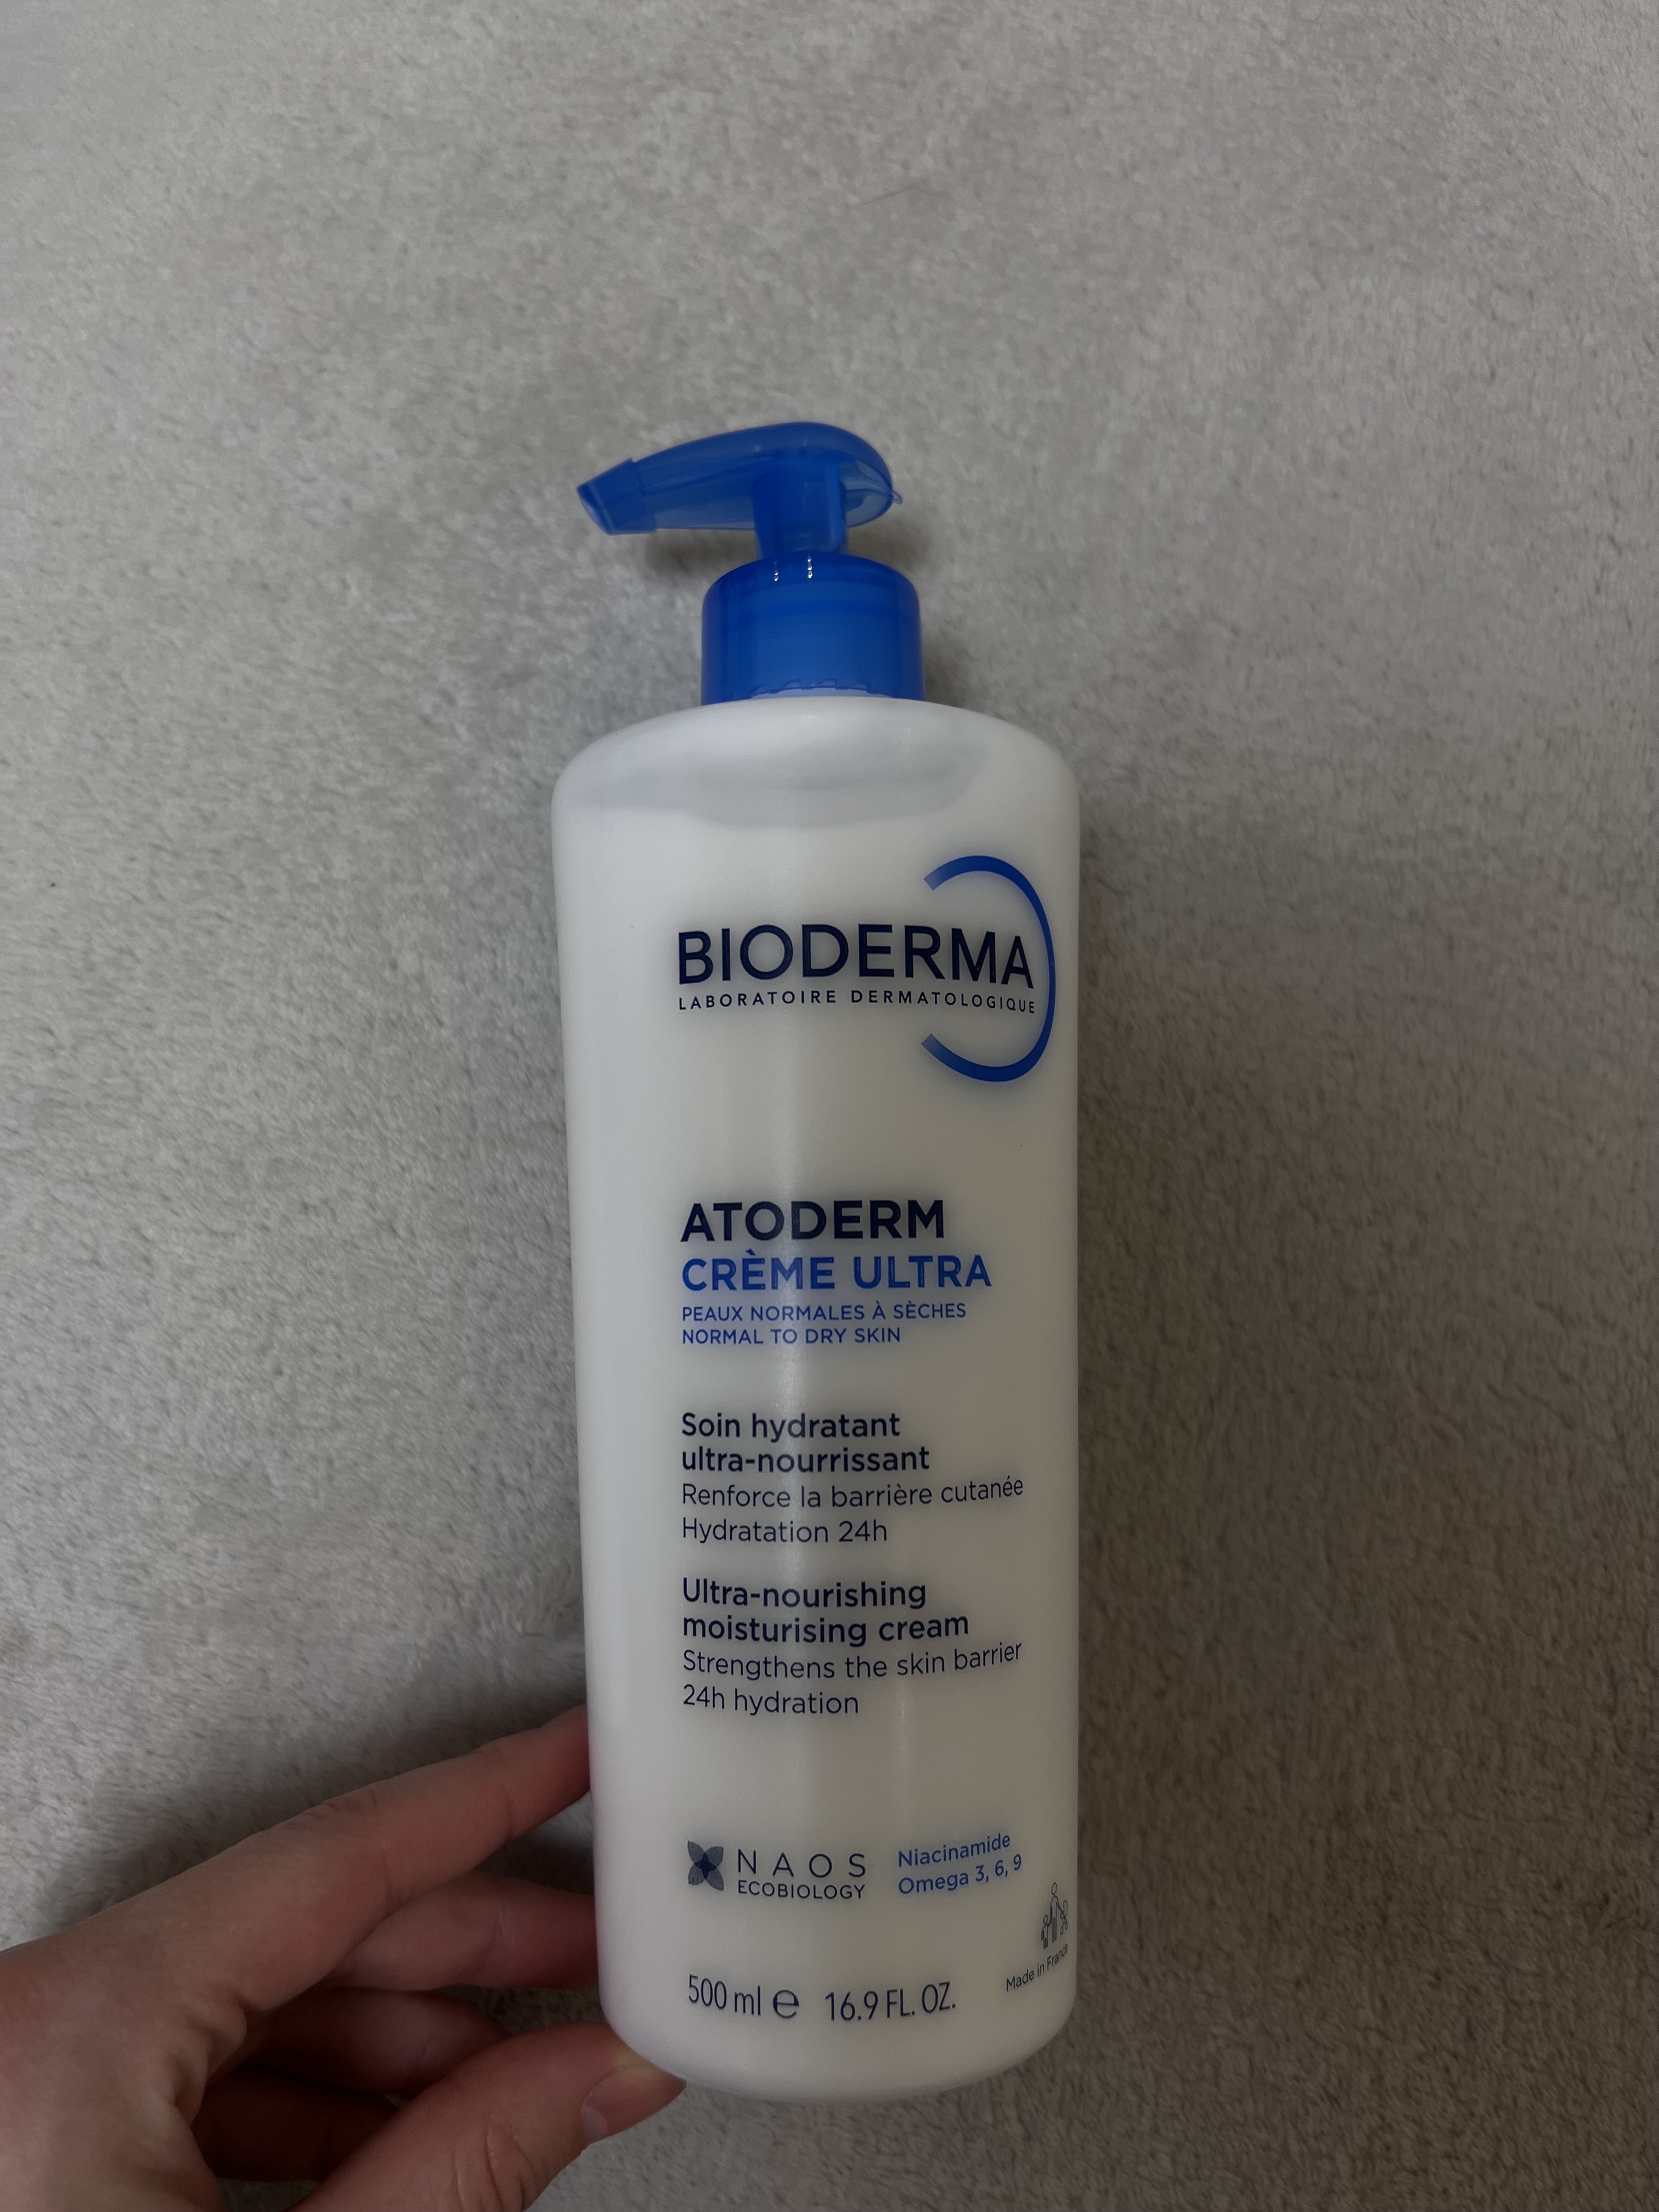 BIODERMA
LABORATOIRE DERMATOLOGIQUE
ATODERM
CRÈME ULTRA
PEAUX NORMALES À SÈCHES
NORMAL TO DRY SKIN
Soin hydratant
ultra-nourrissant
Renforce la barrière cutanée
Hydratation 24h
Ultra-nourishing
moisturising cream
Strengthens the skin barrier
24h hydration
NAOS
ECOBIOLOGY
Niacinamide
Omega 3, 6, 9
Made in France
500 ml e 16.9 FL. OZ.